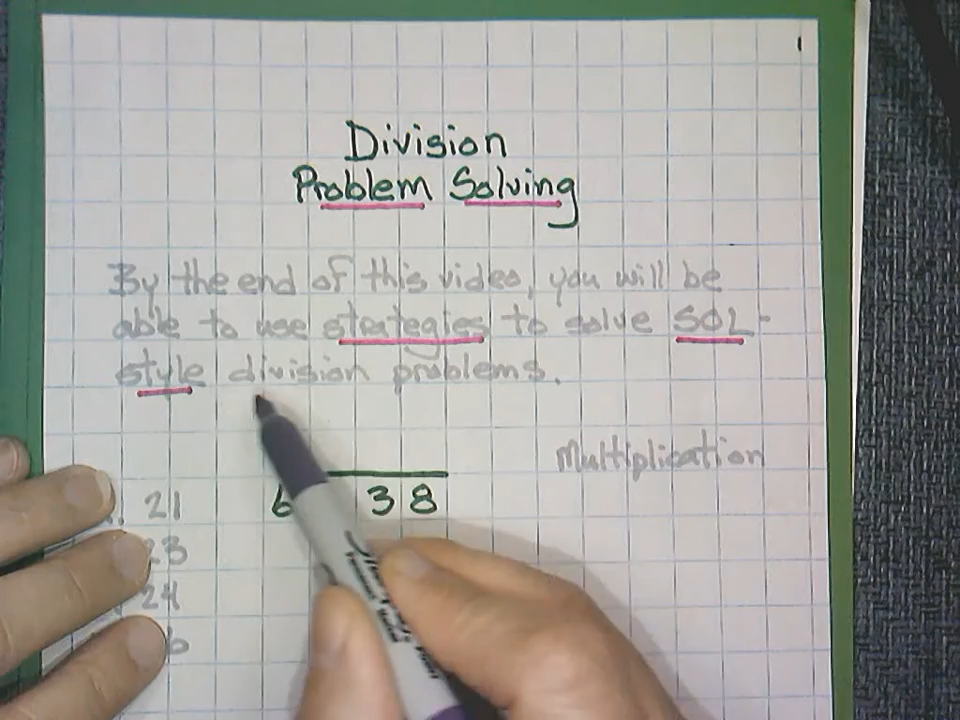 Division
Problem Solving
By the end of this video, you will be
able to use strategies to solve SOL-
style division problems.
Multiplication
21
6 38
23
24